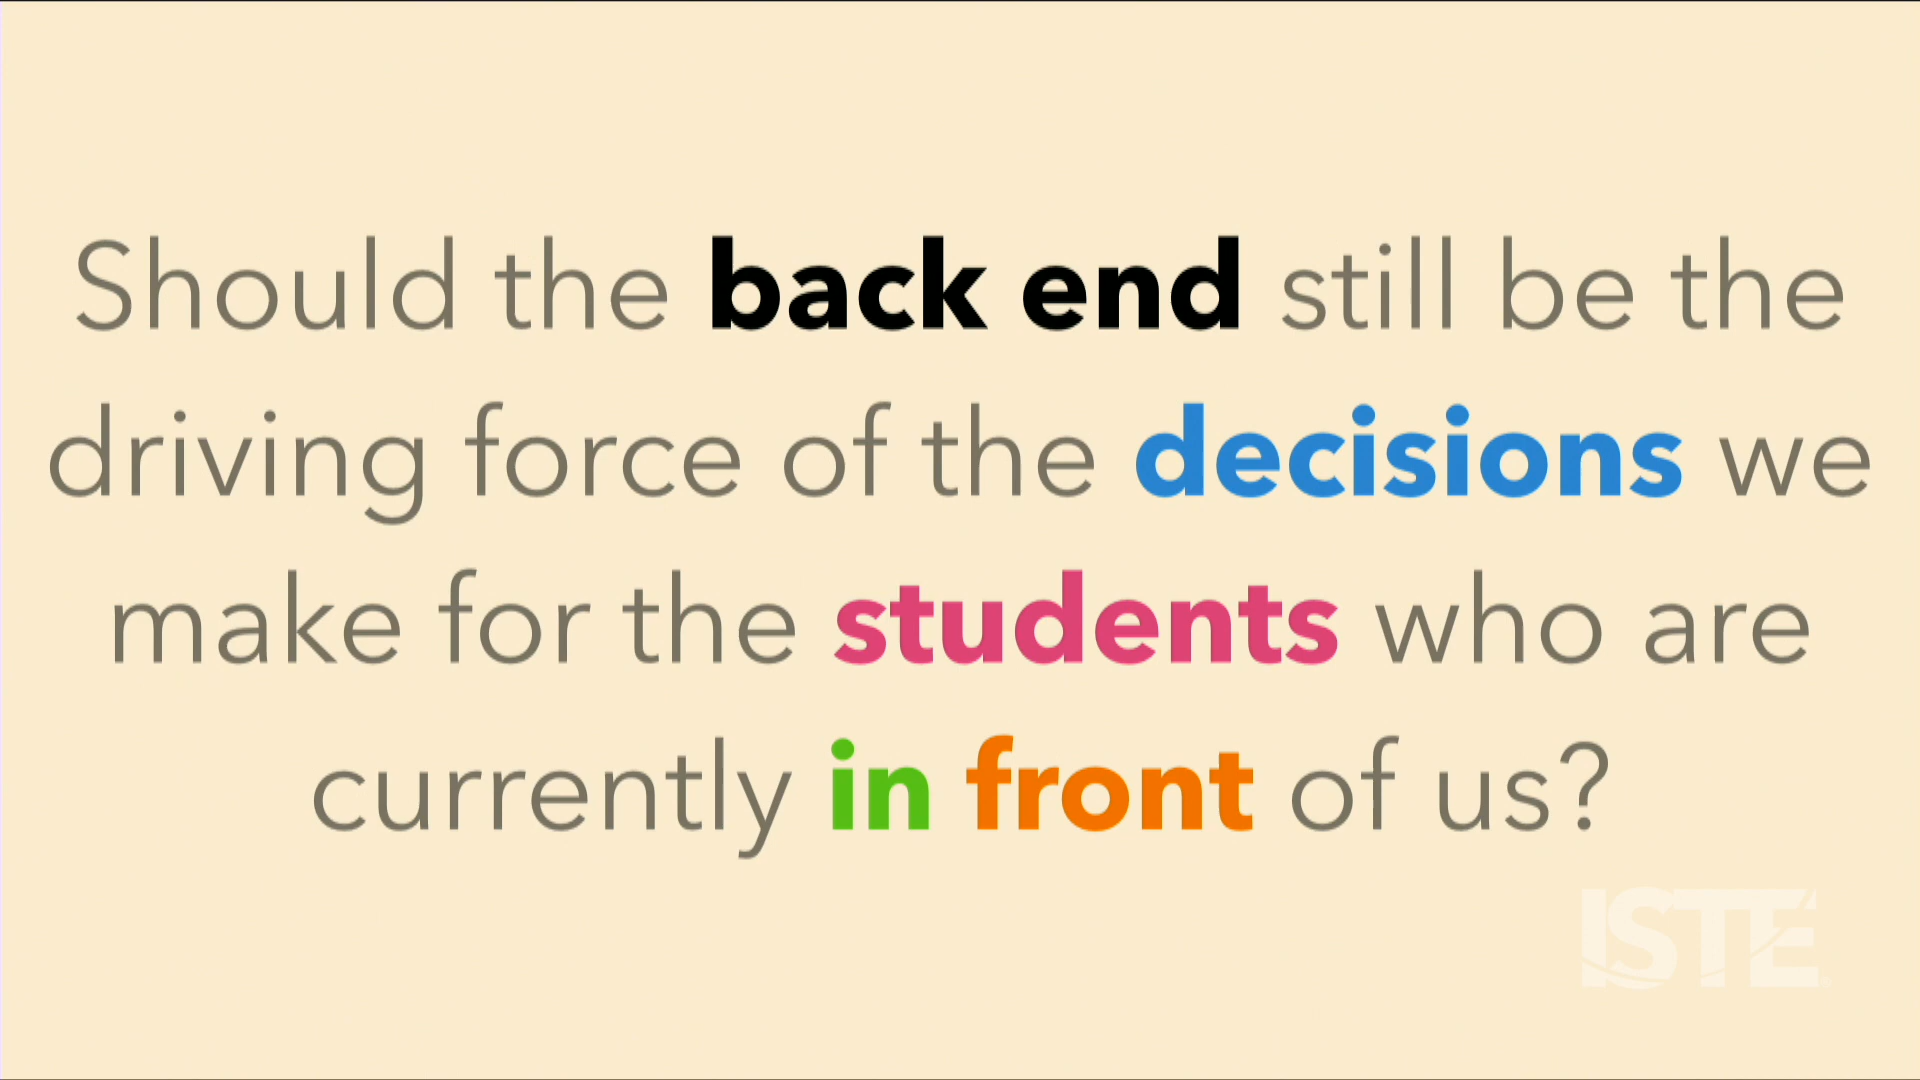 Should the back end still be the
driving force of the decisions we
make for the students who are
currently in front of us?
ISTE